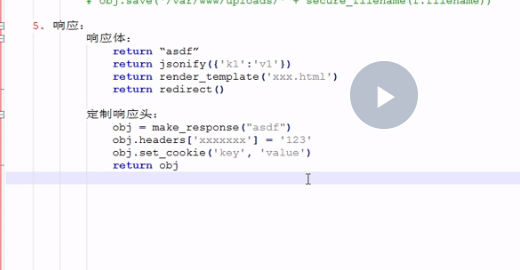 # obj.save('/var/www/uploads/' + secure_filename(f.filename))
5. 响应：
响应体：
return “asdf”
return jsonify({'k1':'v1'})
return render_template('xxx.html')
return redirect()
定制响应头：
obj = make_response("asdf")
obj.headers['xxxxxxx'] = '123'
obj.set_cookie('key', 'value')
return obj